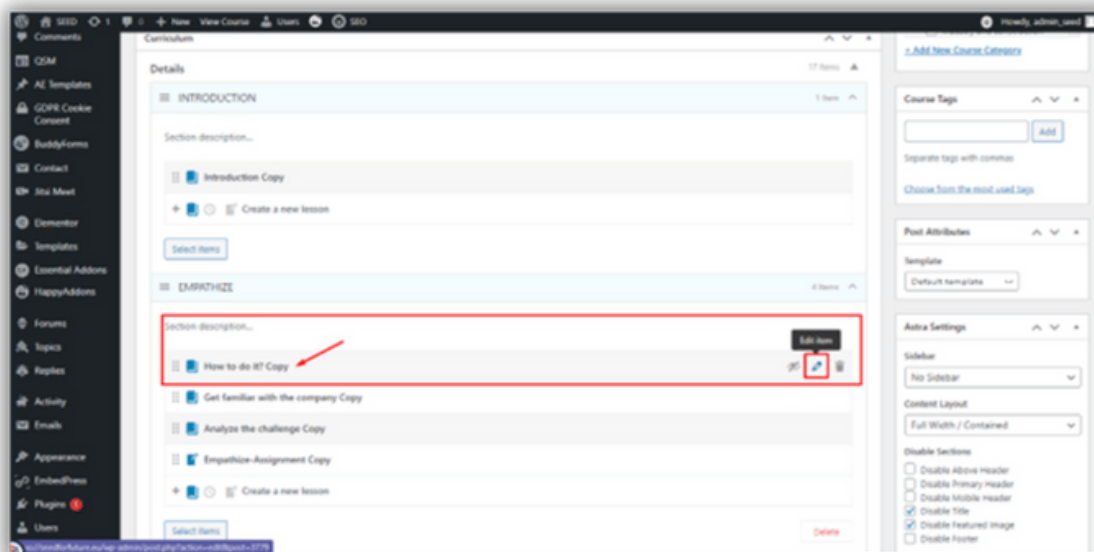 SEED 1 0 + New View Course Users SEO Howdy, admin_seed
Comments
QSM
AE Templates
GDPR Cookie
Consent
BuddyForms
Contact
Jitsi Meet
Elementor
Templates
Essential Addons
HappyAddons
Forums
Topics
Replies
Activity
Emails
Appearance
EmbedPress
Plugins 1
Users
Curriculum
Details 17 Items
INTRODUCTION 1 Item
Section description...
Introduction Copy
+ Create a new lesson
Select items
EMPATHIZE 4 Items
Section description...
Edit item
How to do it? Copy
Get familiar with the company Copy
Analyze the challenge Copy
Empathize-Assignment Copy
+ Create a new lesson
Select items Delete
+ Add New Course Category
Course Tags
Add
Separate tags with commas
Choose from the most used tags
Post Attributes
Template
Default template
Astra Settings
Sidebar
No Sidebar
Content Layout
Full Width / Contained
Disable Sections
Disable Above Header
Disable Primary Header
Disable Mobile Header
Disable Title
Disable Featured Image
Disable Footer